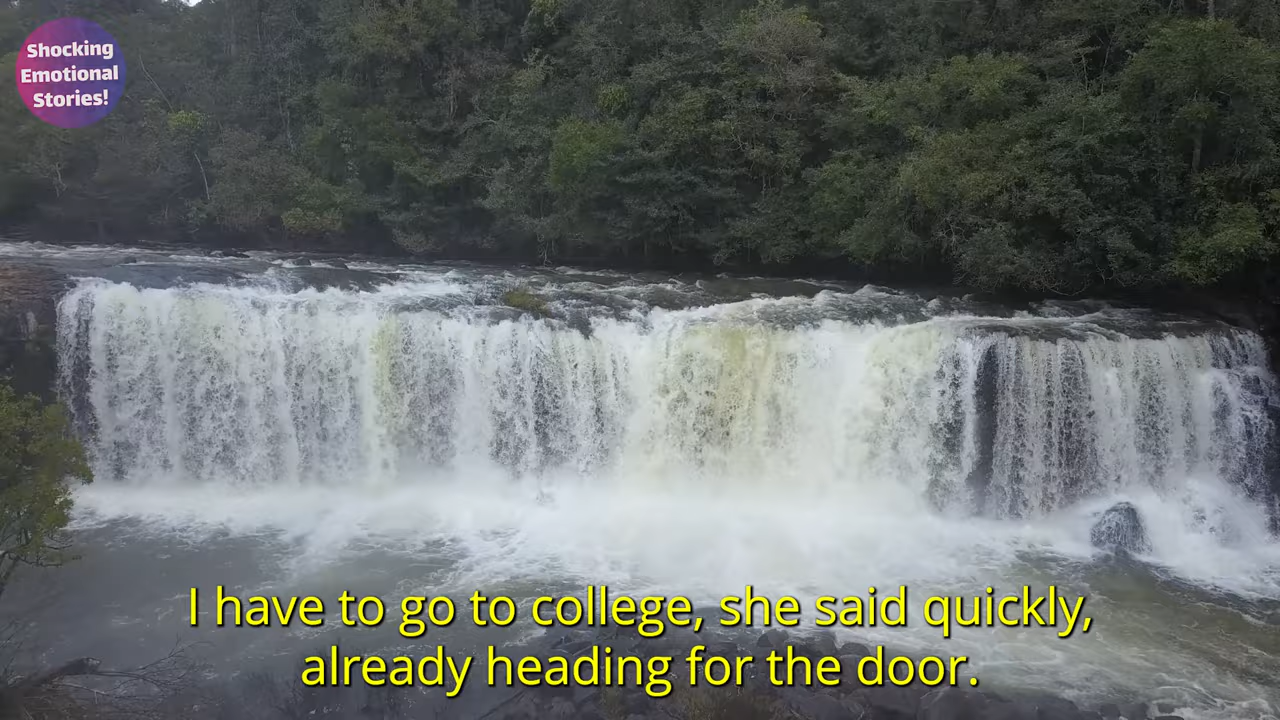 Shocking
Emotional
Stories!
I have to go to college, she said quickly,
already heading for the door.